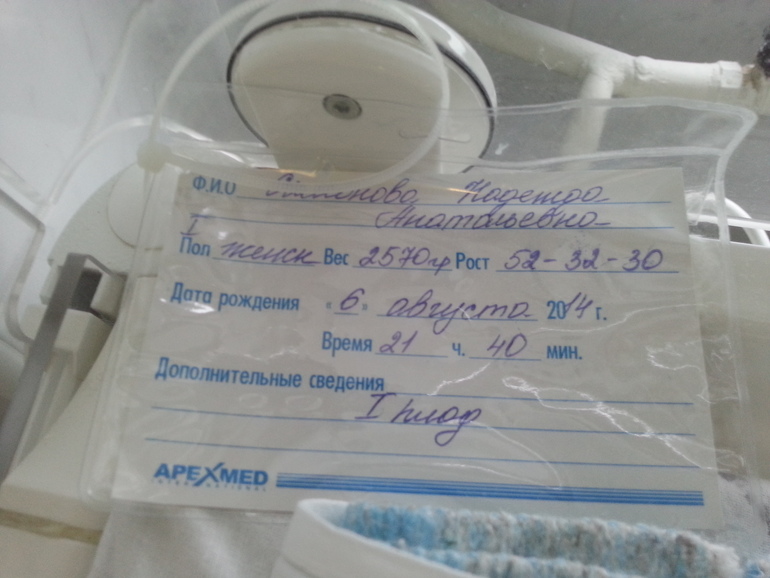 Ф.И.О Надежда
Анатольевна
I
Пол женск Вес 2570гр Рост 52-32-30
Дата рождения «6» августа 2014 г.
Время 21 ч. 40 мин.
Дополнительные сведения
I плод
APEXMED
INTERNATIONAL